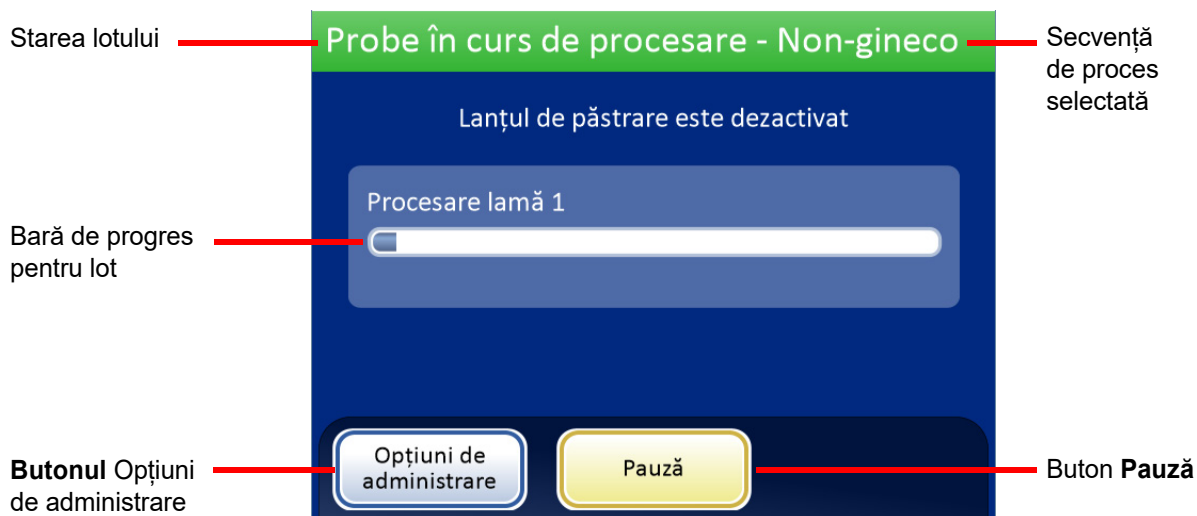 Starea lotului
Probe în curs de procesare - Non-gineco
Secvență
de proces
selectată
Lanțul de păstrare este dezactivat
Procesare lamă 1
Bară de progres
pentru lot
Opțiuni de
administrare
Pauză
Butonul Opțiuni
de administrare
Buton Pauză